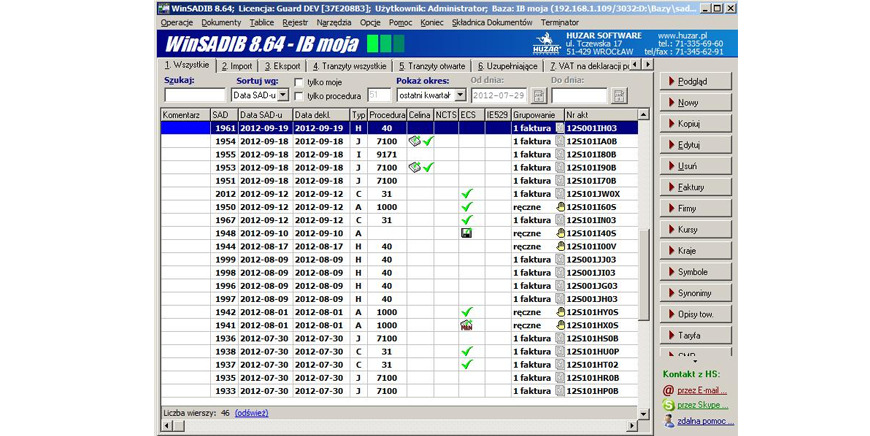 WinSADIB 8.64; Licencja: Guard DEV [37E208B3]; Użytkownik: Administrator; Baza: IB moja (192.168.1.109/3032:D:\Bazy\sad...
Operacje Dokumenty Tablice Rejestr Narzędzia Okresy Opcje Pomoc Koniec Składnica Dokumentów Terminator
WinSADIB 8.64 - IB moja
HUZAR
HUZAR SOFTWARE www.huzar.pl
ul. Tczewska 17 tel.: 71-335-69-60
51-429 WROCŁAW tel/fax : 71-345-62-91
1. Wszystkie 2. Import 3. Eksport 4. Tranzyty wszystkie 5. Tranzyty otwarte 6. Uzupełniające 7. VAT na deklaracji
Szukaj: Sortuj wg: tylko moje Pokaż okres: Od dnia: Do dnia:
Data SAD-u tylko procedura 51 ostatni kwartał 2012-07-29
Komentarz SAD Data SAD-u Data dekl. Typ Procedura Celina NCTS ECS IE529 Grupowanie Nr akt
1961 2012-09-19 2012-09-19 H 40 1 faktura 12S001IH03
1954 2012-09-18 2012-09-18 J 7100 1 faktura 12S101IA0B
1955 2012-09-18 2012-09-18 I 9171 1 faktura 12S101I80B
1953 2012-09-18 2012-09-18 J 7100 1 faktura 12S101I90B
1951 2012-09-18 2012-09-18 J 7100 1 faktura 12S101I70B
2012 2012-09-12 2012-09-12 C 31 1 faktura 12S101JW0X
1950 2012-09-12 2012-09-12 A 1000 ręczne 12S101I60S
1967 2012-09-12 2012-09-12 C 31 1 faktura 12S101IN03
1948 2012-09-10 2012-09-10 A ręczne 12S101I40S
1944 2012-08-17 2012-08-17 H 40 ręczne 12S101I00V
1999 2012-08-09 2012-08-09 H 40 1 faktura 12S001JJ03
1998 2012-08-09 2012-08-09 H 40 1 faktura 12S001JI03
1996 2012-08-09 2012-08-09 H 40 1 faktura 12S001JG03
1997 2012-08-09 2012-08-09 H 40 1 faktura 12S001JH03
1942 2012-08-01 2012-08-01 A 1000 ręczne 12S101HY0S
1941 2012-08-01 2012-08-01 A 1000 ręczne 12S101HX0S
1936 2012-07-30 2012-07-30 J 7100 1 faktura 12S101HS0B
1938 2012-07-30 2012-07-30 C 31 1 faktura 12S101HU0P
1937 2012-07-30 2012-07-30 C 31 1 faktura 12S101HT02
1935 2012-07-30 2012-07-30 J 7100 1 faktura 12S101HR0B
1933 2012-07-30 2012-07-30 J 7100 1 faktura 12S101HP0B
Liczba wierszy: 46 (odśwież)
Podgląd
Nowy
Kopiuj
Edytuj
Usuń
Faktury
Firmy
Kursy
Kraje
Symbole
Synonimy
Opisy tow.
Taryfa
Kontakt z HS:
przez E-mail ...
przez Skype ...
zdalna pomoc ...